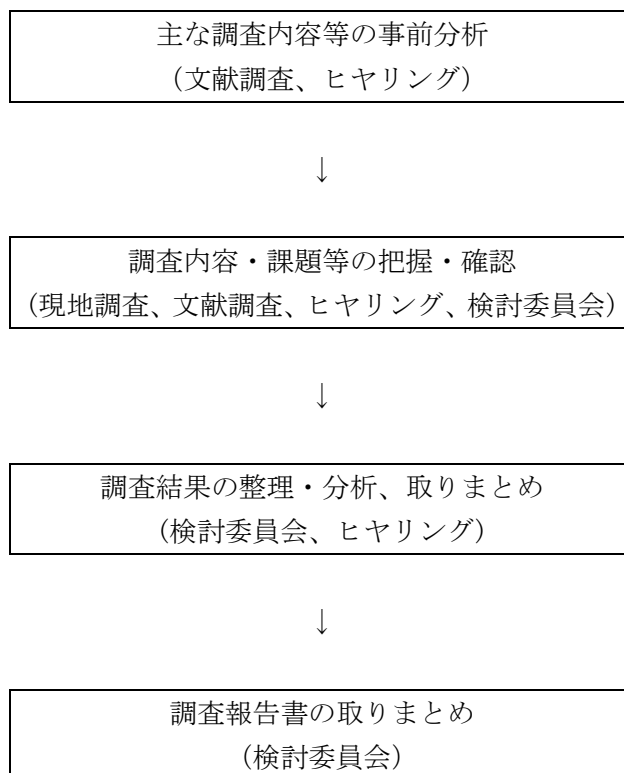 主な調査内容等の事前分析
（文献調査、ヒヤリング）
↓
調査内容・課題等の把握・確認
（現地調査、文献調査、ヒヤリング、検討委員会）
↓
調査結果の整理・分析、取りまとめ
（検討委員会、ヒヤリング）
↓
調査報告書の取りまとめ
（検討委員会）